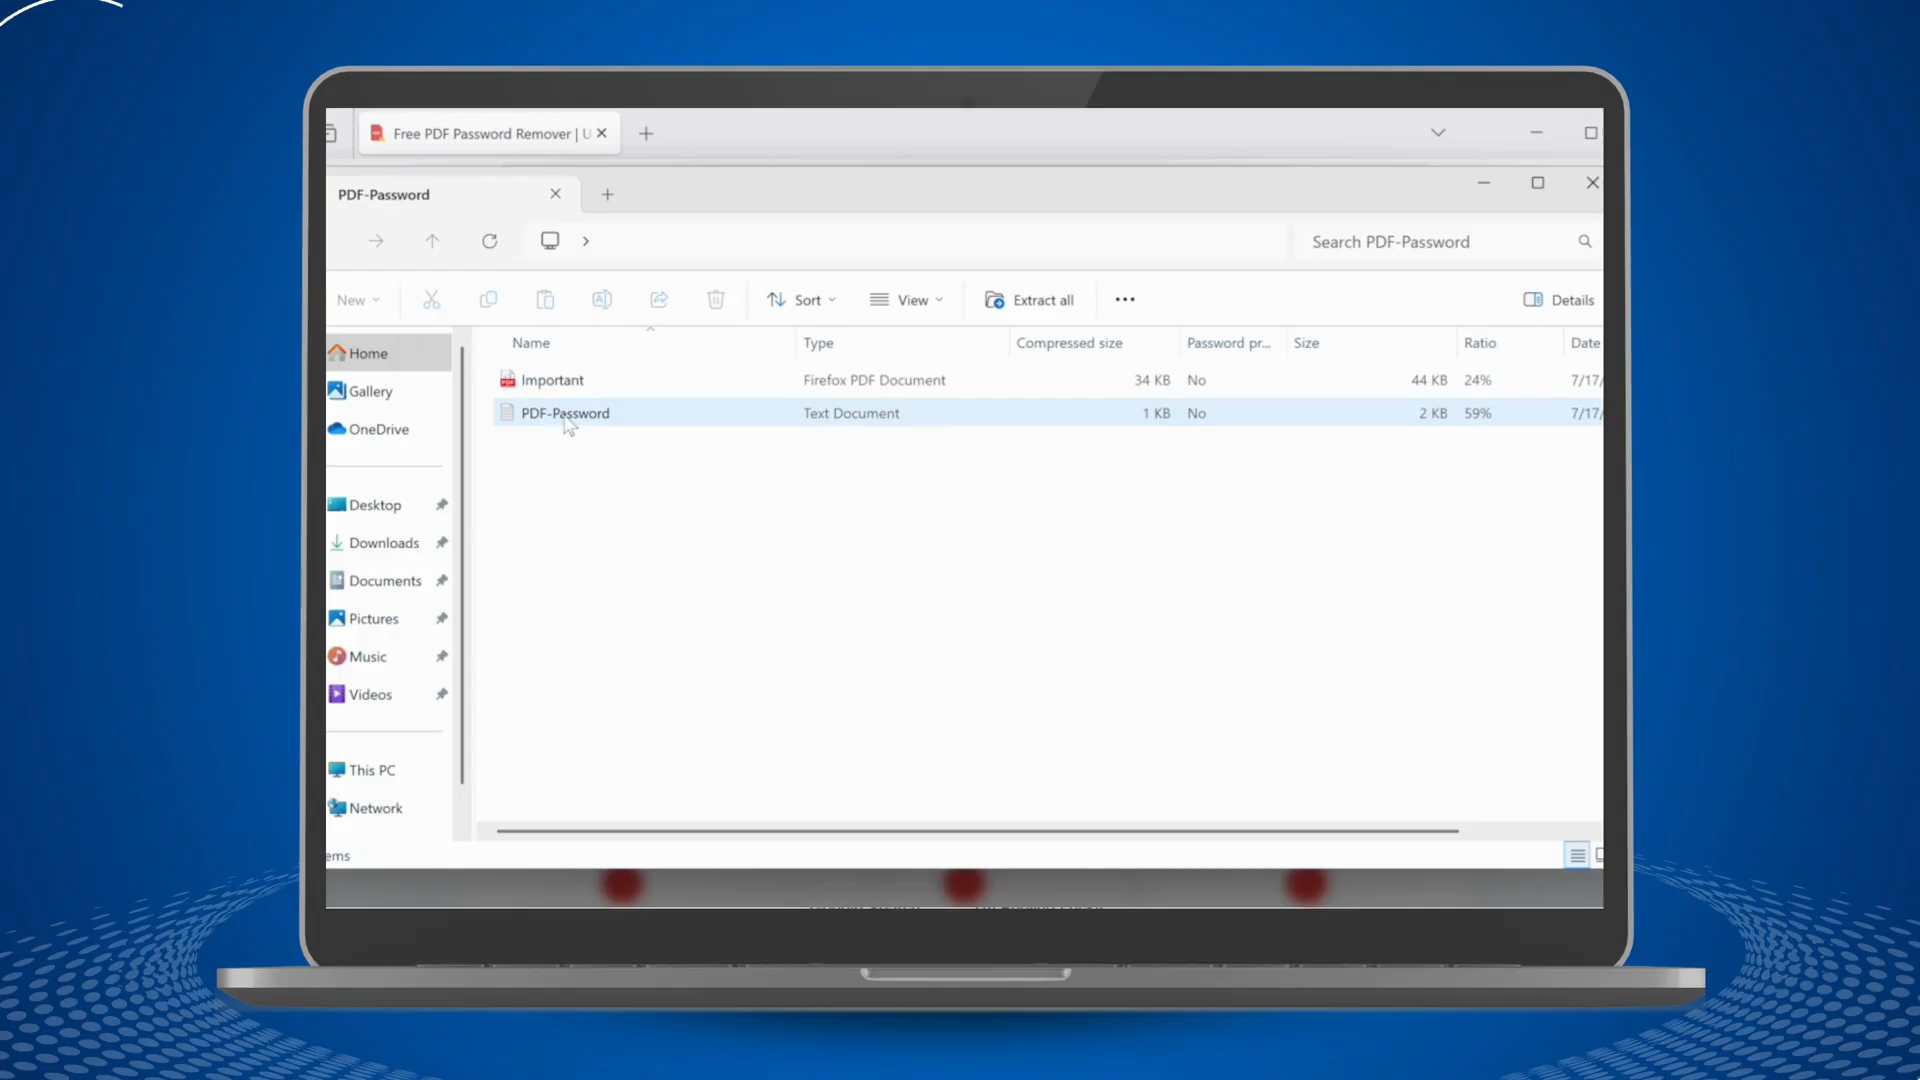 Free PDF Password Remover | U
PDF-Password
Search PDF-Password
New
Sort
View
Extract all
Details
Name Type Compressed size Password pr... Size Ratio Date
Important Firefox PDF Document 34 KB No 44 KB 24% 7/17/
PDF-Password Text Document 1 KB No 2 KB 59% 7/17/
Home
Gallery
OneDrive
Desktop
Downloads
Documents
Pictures
Music
Videos
This PC
Network
ems